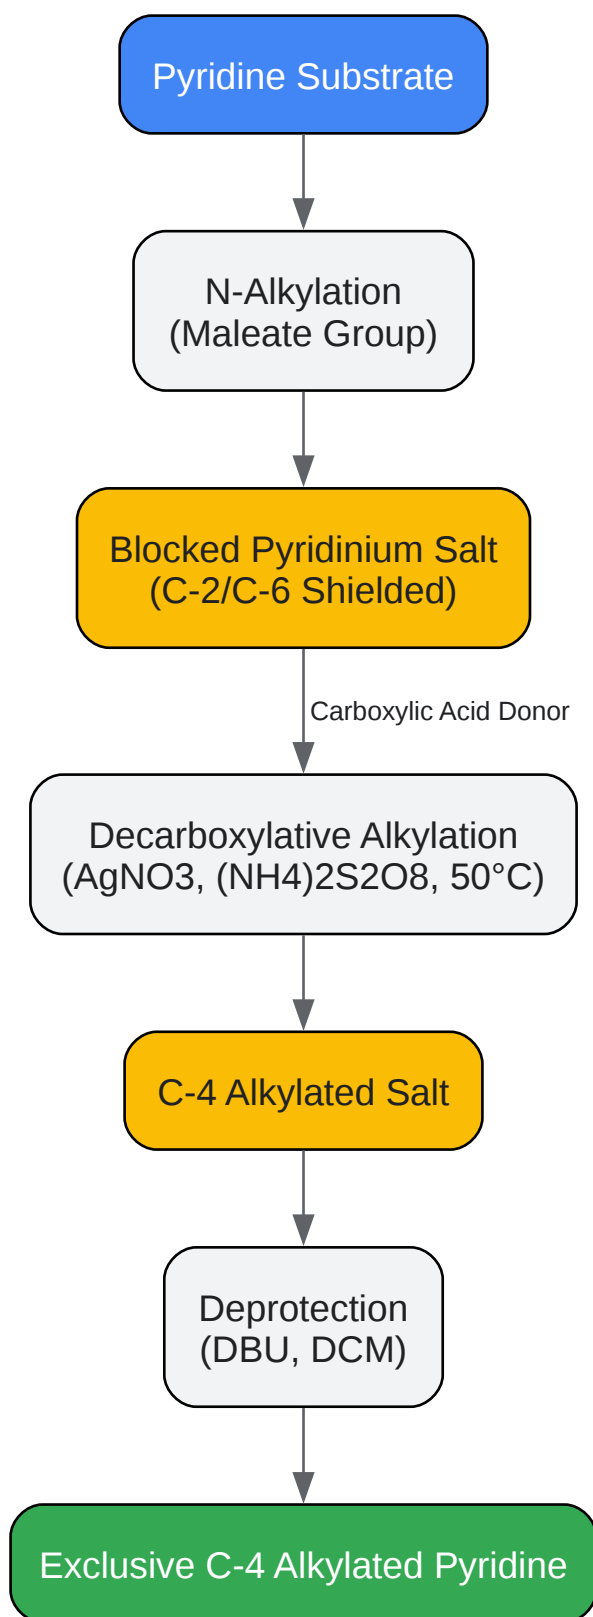 Pyridine Substrate
N-Alkylation
(Maleate Group)
Blocked Pyridinium Salt
(C-2/C-6 Shielded)
Carboxylic Acid Donor
Decarboxylative Alkylation
(AgNO3, (NH4)2S2O8, 50°C)
C-4 Alkylated Salt
Deprotection
(DBU, DCM)
Exclusive C-4 Alkylated Pyridine